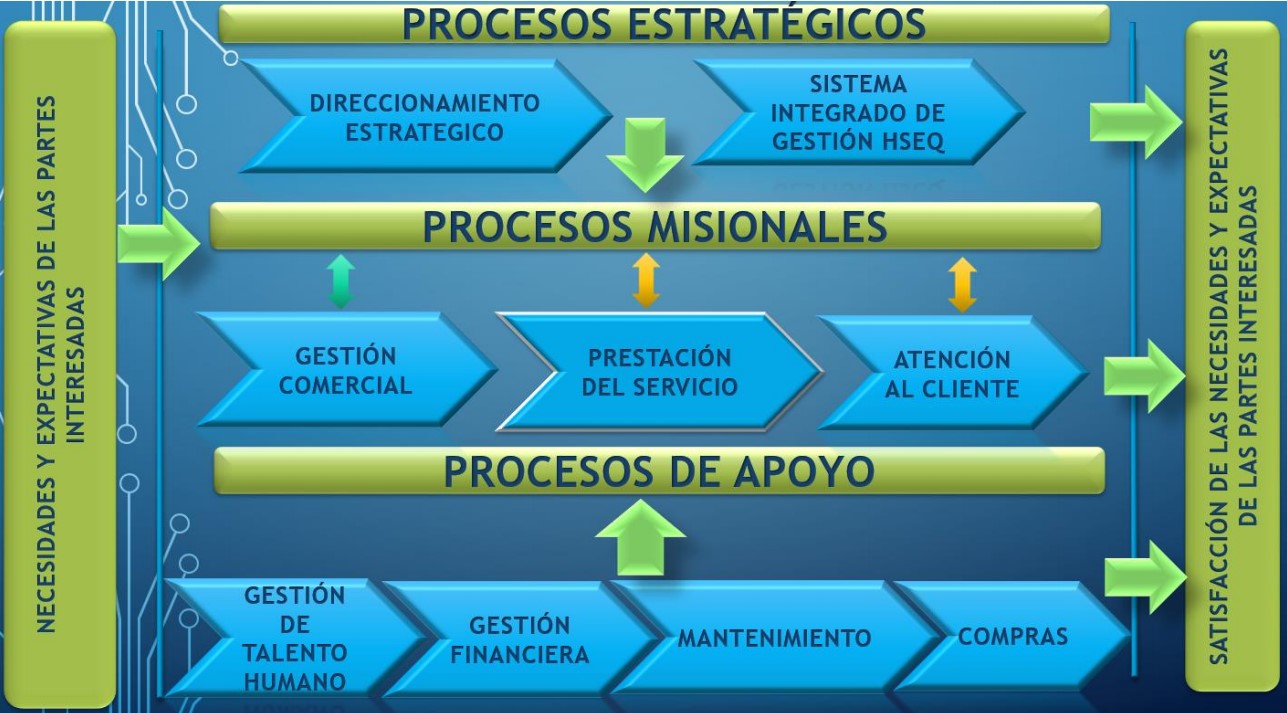 NECESIDADES Y EXPECTATIVAS DE LAS PARTES
INTERESADAS
PROCESOS ESTRATÉGICOS
DIRECCIONAMIENTO
ESTRATEGICO
SISTEMA
INTEGRADO DE
GESTIÓN HSEQ
PROCESOS MISIONALES
GESTIÓN
COMERCIAL
PRESTACIÓN
DEL SERVICIO
ATENCIÓN
AL CLIENTE
PROCESOS DE APOYO
GESTIÓN
DE
TALENTO
HUMANO
GESTIÓN
FINANCIERA
MANTENIMIENTO
COMPRAS
SATISFACCIÓN DE LAS NECESIDADES Y EXPECTATIVAS
DE LAS PARTES INTERESADAS